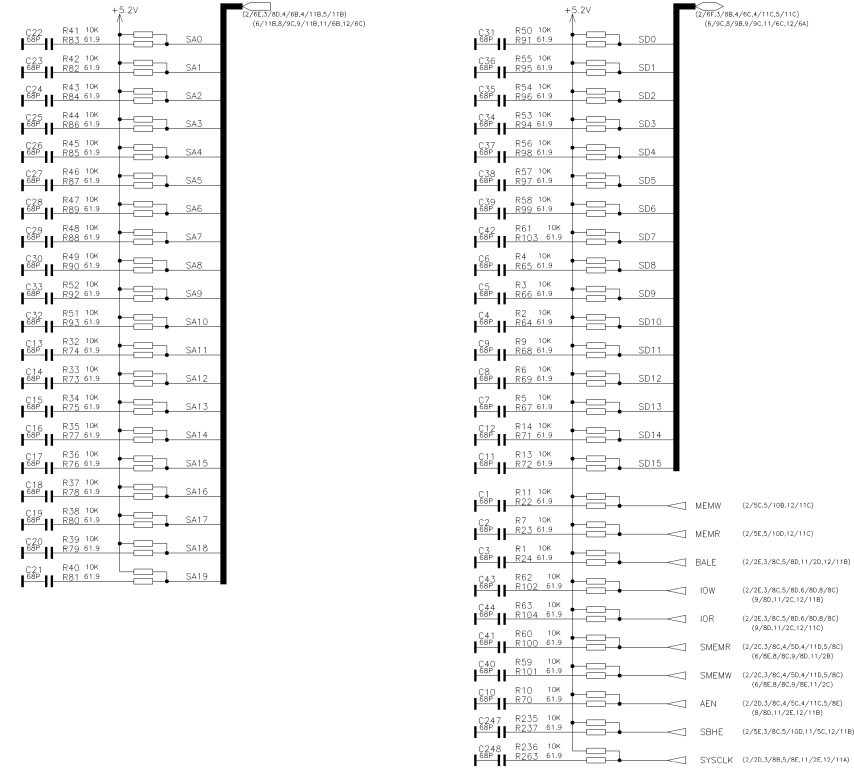 +5.2V
(2/6E,3/8D,4/6B,4/11B,5/11B)
(6/11B,8/9C,9/11B,11/6B,12/6C)
C22 R41 10K
68P R83 61.9 SA0
C23 R42 10K
68P R82 61.9 SA1
C24 R43 10K
68P R84 61.9 SA2
C25 R44 10K
68P R86 61.9 SA3
C26 R45 10K
68P R85 61.9 SA4
C27 R46 10K
68P R87 61.9 SA5
C28 R47 10K
68P R89 61.9 SA6
C29 R48 10K
68P R88 61.9 SA7
C30 R49 10K
68P R90 61.9 SA8
C33 R52 10K
68P R92 61.9 SA9
C32 R51 10K
68P R93 61.9 SA10
C13 R32 10K
68P R74 61.9 SA11
C14 R33 10K
68P R73 61.9 SA12
C15 R34 10K
68P R75 61.9 SA13
C16 R35 10K
68P R77 61.9 SA14
C17 R36 10K
68P R76 61.9 SA15
C18 R37 10K
68P R78 61.9 SA16
C19 R38 10K
68P R80 61.9 SA17
C20 R39 10K
68P R79 61.9 SA18
C21 R40 10K
68P R81 61.9 SA19
+5.2V
(2/6F,3/8B,4/6C,4/11C,5/11C)
(6/9C,8/9B,9/9C,11/6C,12/6A)
C31 R50 10K
68P R91 61.9 SD0
C36 R55 10K
68P R95 61.9 SD1
C35 R54 10K
68P R96 61.9 SD2
C34 R53 10K
68P R94 61.9 SD3
C37 R56 10K
68P R98 61.9 SD4
C38 R57 10K
68P R97 61.9 SD5
C39 R58 10K
68P R99 61.9 SD6
C42 R61 10K
68P R103 61.9 SD7
C6 R4 10K
68P R65 61.9 SD8
C5 R3 10K
68P R66 61.9 SD9
C4 R2 10K
68P R64 61.9 SD10
C9 R9 10K
68P R68 61.9 SD11
C8 R6 10K
68P R69 61.9 SD12
C7 R5 10K
68P R67 61.9 SD13
C12 R14 10K
68P R71 61.9 SD14
C11 R13 10K
68P R72 61.9 SD15
C1 R11 10K
68P R22 61.9 MEMW (2/5C,5/10B,12/11C)
C2 R7 10K
68P R23 61.9 MEMR (2/5E,5/10D,12/11C)
C3 R1 10K
68P R24 61.9 BALE (2/2E,3/8C,5/8D,11/2D,12/11B)
C43 R62 10K
68P R102 61.9 IOW (2/2E,3/8C,5/8D,6/8D,8/8C)
(9/8D,11/2C,12/11B)
C44 R63 10K
68P R104 61.9 IOR (2/2E,3/8C,5/8D,6/8D,8/8C)
(9/8D,11/2C,12/11C)
C41 R60 10K
68P R100 61.9 SMEMR (2/2C,3/8C,4/5D,4/11D,5/8C)
(6/8E,8/8C,9/8D,11/2B)
C40 R59 10K
68P R101 61.9 SMEMW (2/2C,3/8C,4/5D,4/11D,5/8C)
(6/8E,8/8C,9/8E,11/2C)
C10 R10 10K
68P R70 61.9 AEN (2/2D,3/8C,4/5C,4/11C,5/8E)
(8/8D,11/2E,12/11B)
C247 R235 10K
68P R237 61.9 SBHE (2/5E,3/8C,5/10D,11/5C,12/11B)
C248 R236 10K
68P R263 61.9 SYSCLK (2/2D,3/8B,5/8E,11/2E,12/11A)